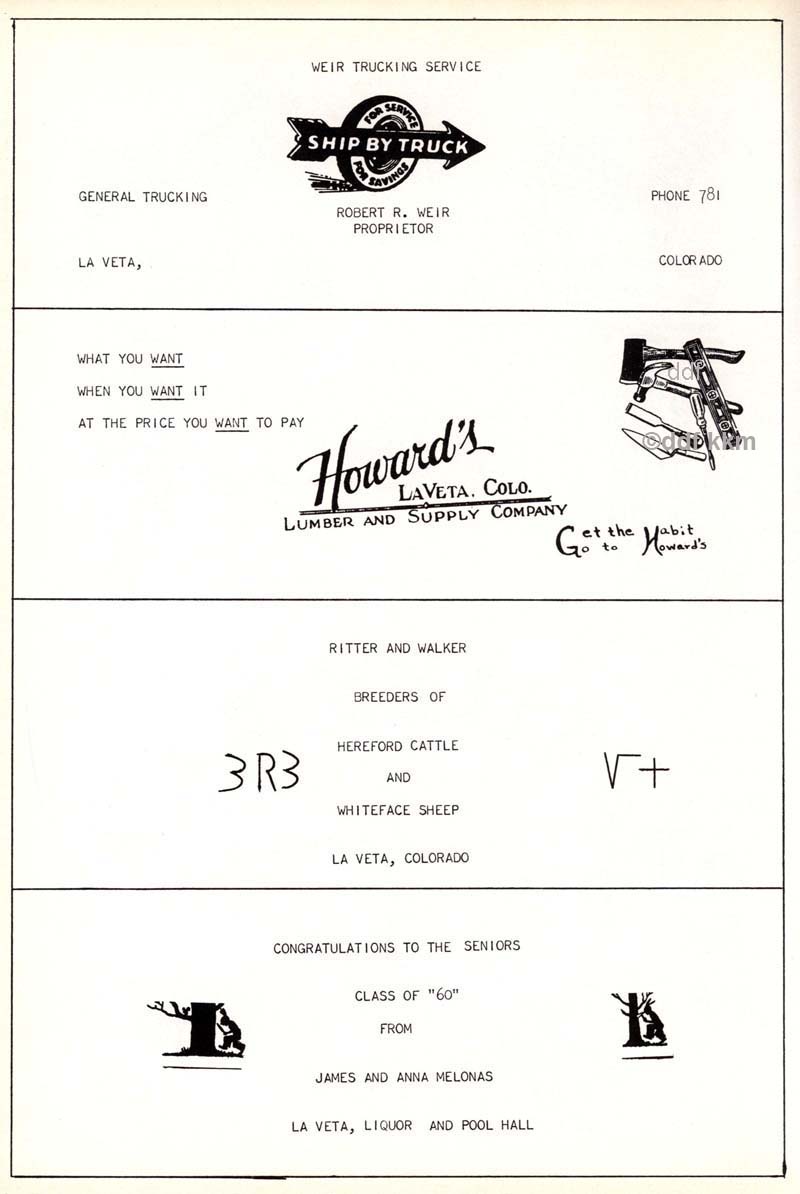 WEIR TRUCKING SERVICE
FOR SERVICE
SHIP BY TRUCK
FOR SAVINGS
GENERAL TRUCKING
PHONE 781
ROBERT R. WEIR
PROPRIETOR
LA VETA,
COLORADO
WHAT YOU WANT
WHEN YOU WANT IT
AT THE PRICE YOU WANT TO PAY
ddf
©ddf kkm
Howard's
LAVETA, COLO.
LUMBER AND SUPPLY COMPANY
Get the Habit
Go to Howard's
RITTER AND WALKER
BREEDERS OF
HEREFORD CATTLE
3R3
AND
V+
WHITEFACE SHEEP
LA VETA, COLORADO
CONGRATULATIONS TO THE SENIORS
CLASS OF "60"
FROM
JAMES AND ANNA MELONAS
LA VETA, LIQUOR AND POOL HALL